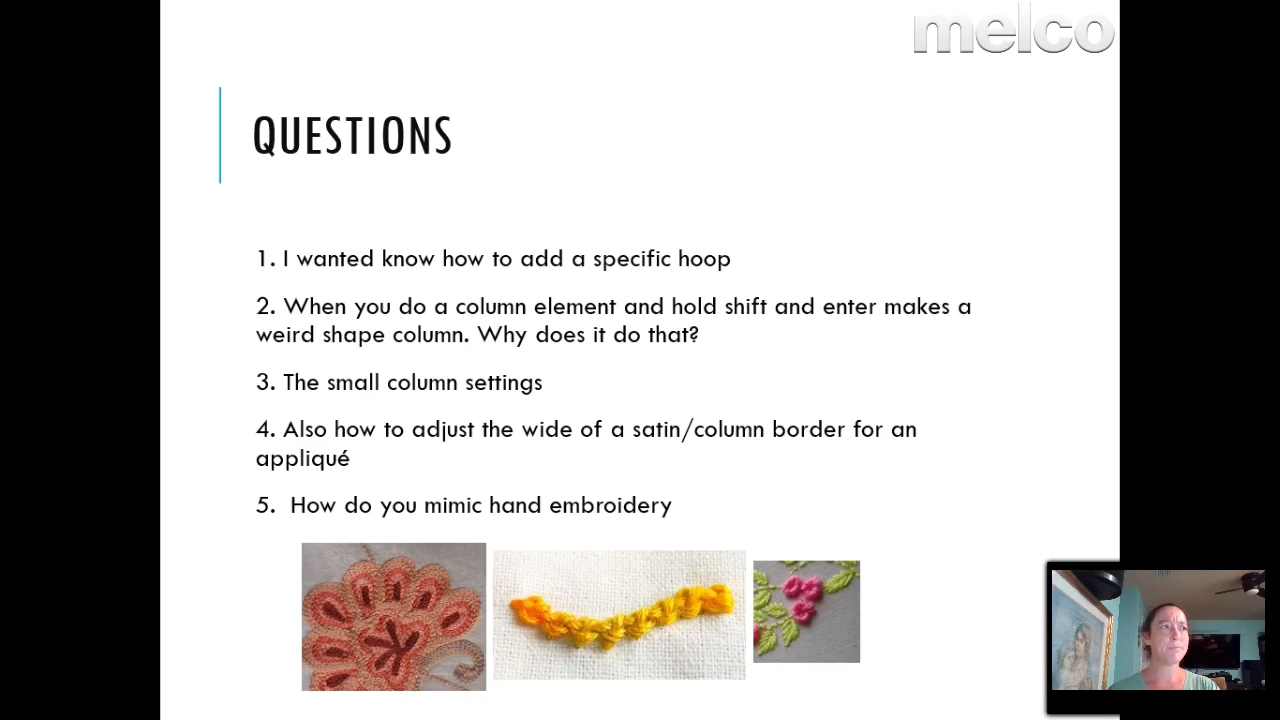 melco
QUESTIONS
1. I wanted know how to add a specific hoop
2. When you do a column element and hold shift and enter makes a
weird shape column. Why does it do that?
3. The small column settings
4. Also how to adjust the wide of a satin/column border for an
appliqué
5. How do you mimic hand embroidery